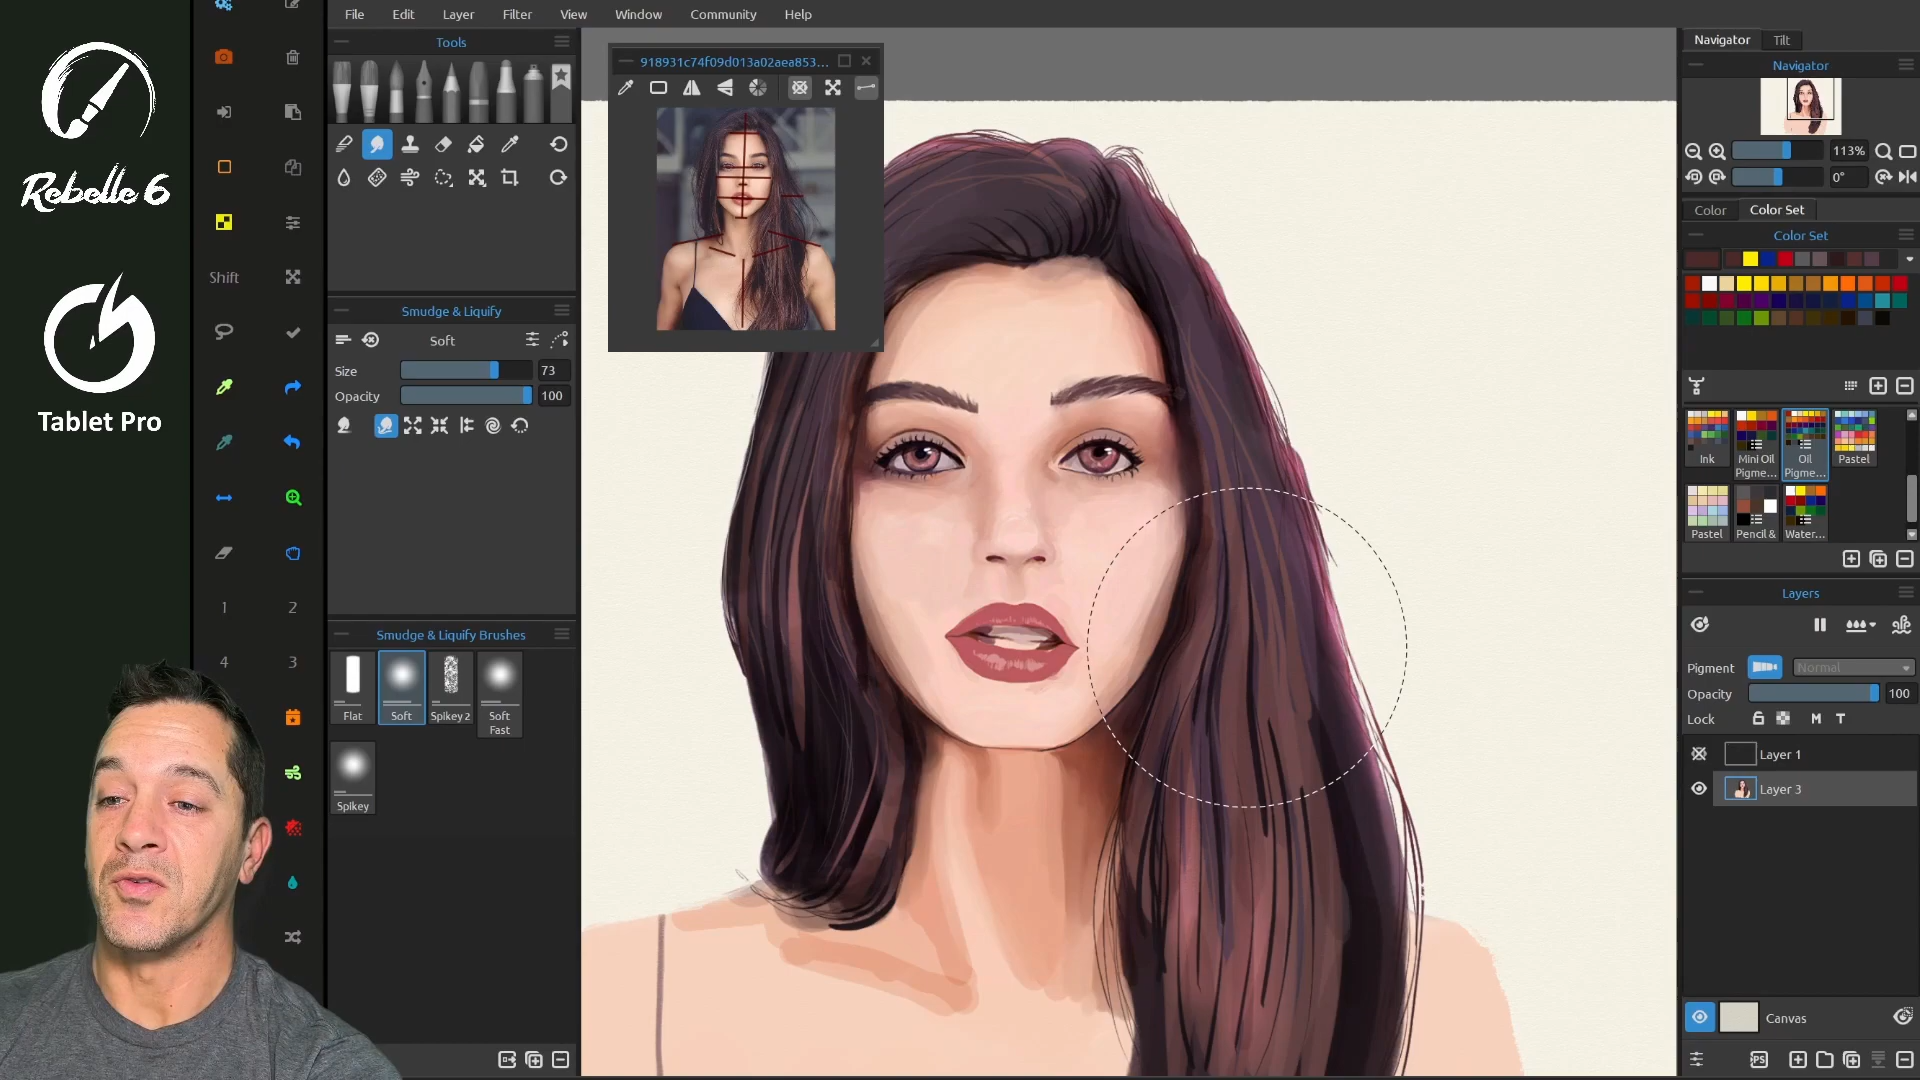 Rebelle 6
Tablet Pro
Shift
1
2
4
3
File Edit Layer Filter View Window Community Help
Tools
Smudge & Liquify
Soft
Size 73
Opacity 100
Smudge & Liquify Brushes
Flat
Soft
Spikey 2
Soft Fast
Spikey
918931c74f09d013a02aea853...
Navigator Tilt
Navigator
113%
0°
Color Color Set
Color Set
Ink
Mini Oil Pigme...
Oil Pigme...
Pastel
Pastel
Pencil &
Water...
Layers
Pigment Normal
Opacity 100
Lock M T
Layer 1
Layer 3
Canvas
PS